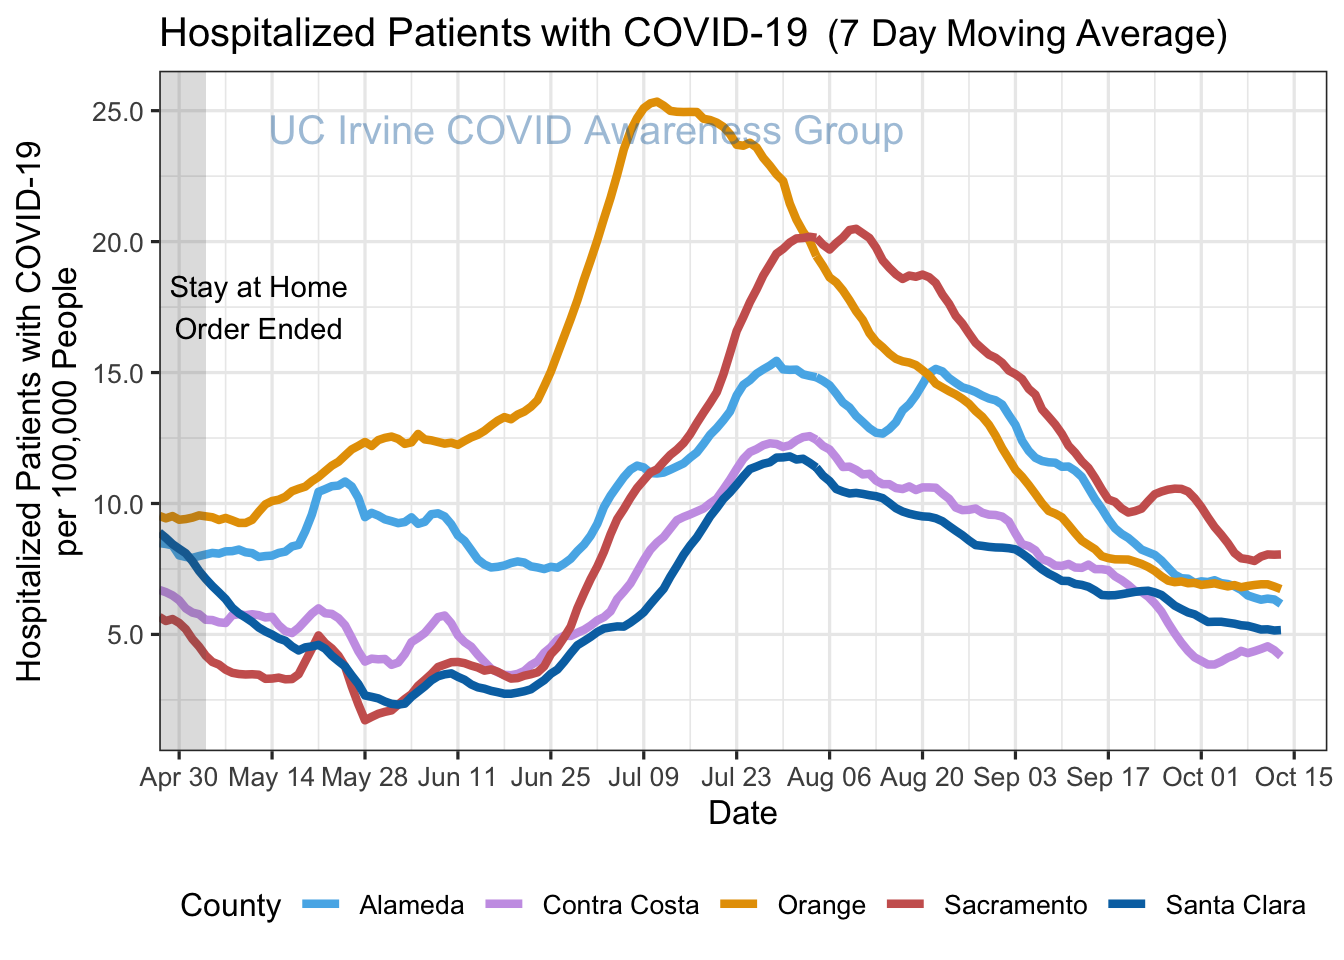 Hospitalized Patients with COVID-19 (7 Day Moving Average)
Hospitalized Patients with COVID-19
per 100,000 People
25.0
20.0
15.0
10.0
5.0
UC Irvine COVID Awareness Group
Stay at Home
Order Ended
Apr 30 May 14 May 28 Jun 11 Jun 25 Jul 09 Jul 23 Aug 06 Aug 20 Sep 03 Sep 17 Oct 01 Oct 15
Date
County Alameda Contra Costa Orange Sacramento Santa Clara